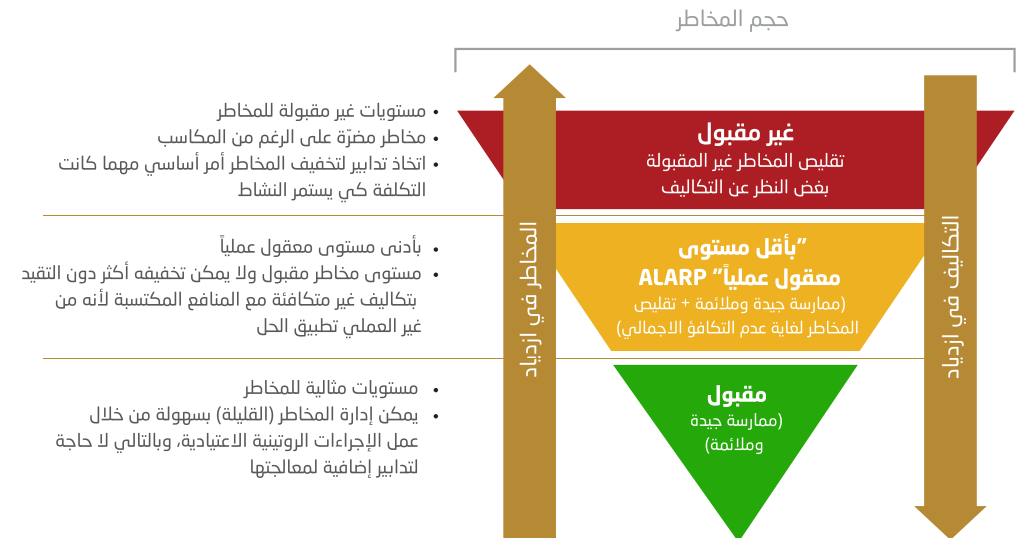 حجم المخاطر
غير مقبول
تقليص المخاطر غير المقبولة
بغض النظر عن التكاليف
• مستويات غير مقبولة للمخاطر
• مخاطر مضرّة على الرغم من المكاسب
• اتخاذ تدابير لتخفيف المخاطر أمر أساسي مهما كانت
التكلفة كي يستمر النشاط
"بأقل مستوى
معقول عملياً" ALARP
(ممارسة جيدة وملائمة + تقليص
المخاطر لغاية عدم التكافؤ الاجمالي)
• بأدنى مستوى معقول عملياً
• مستوى مخاطر مقبول ولا يمكن تخفيفه أكثر دون التقيد
بتكاليف غير متكافئة مع المنافع المكتسبة لأنه من
غير العملي تطبيق الحل
مقبول
(ممارسة جيدة
وملائمة)
• مستويات مثالية للمخاطر
• يمكن إدارة المخاطر (القليلة) بسهولة من خلال
عمل الإجراءات الروتينية الاعتيادية، وبالتالي لا حاجة
لتدابير إضافية لمعالجتها
التكاليف في ازدياد
المخاطر في ازدياد